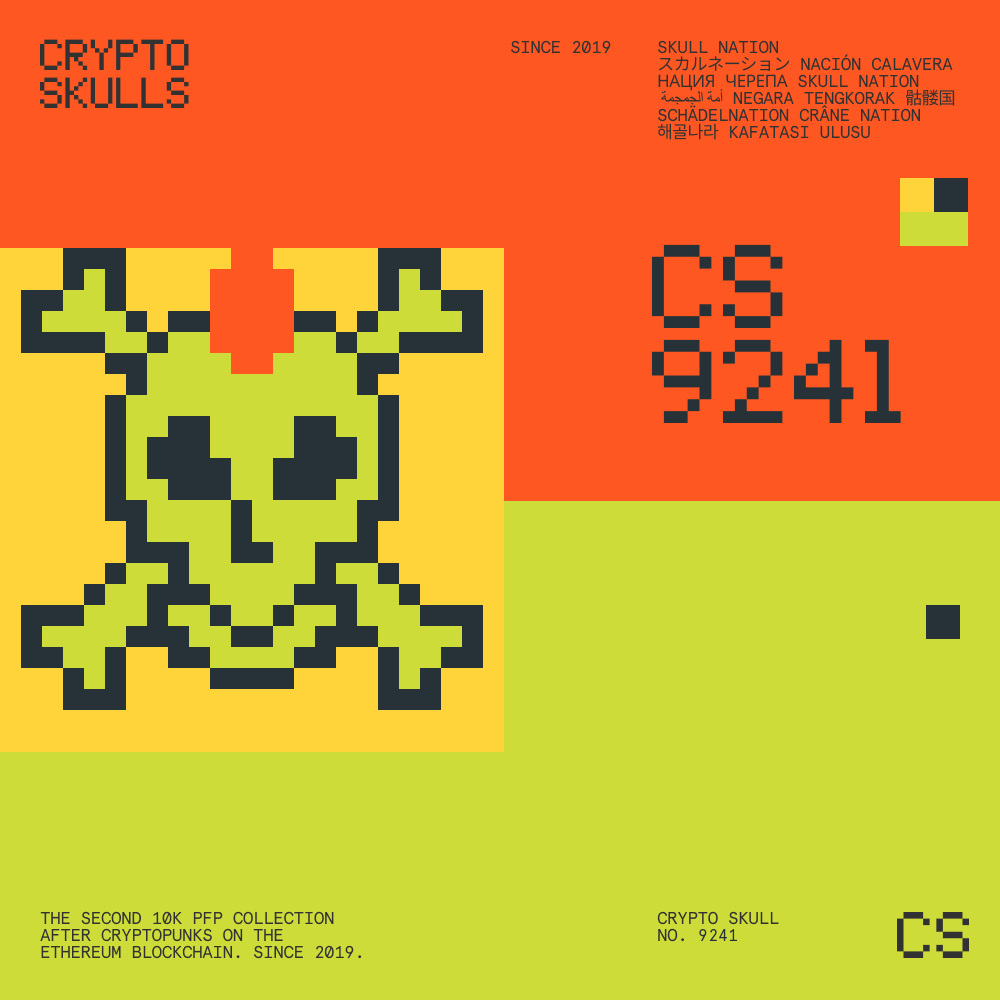 CRYPTO
SKULLS
SINCE 2019
SKULL NATION
スカルネーション NACIÓN CALAVERA
НАЦИЯ ЧЕРЕПА SKULL NATION
أمة الجمجمة NEGARA TENGKORAK 骷髅国
SCHÄDELNATION CRÂNE NATION
해골나라 KAFATASI ULUSU
CS
9241
THE SECOND 10K PFP COLLECTION
AFTER CRYPTOPUNKS ON THE
ETHEREUM BLOCKCHAIN. SINCE 2019.
CRYPTO SKULL
NO. 9241
CS